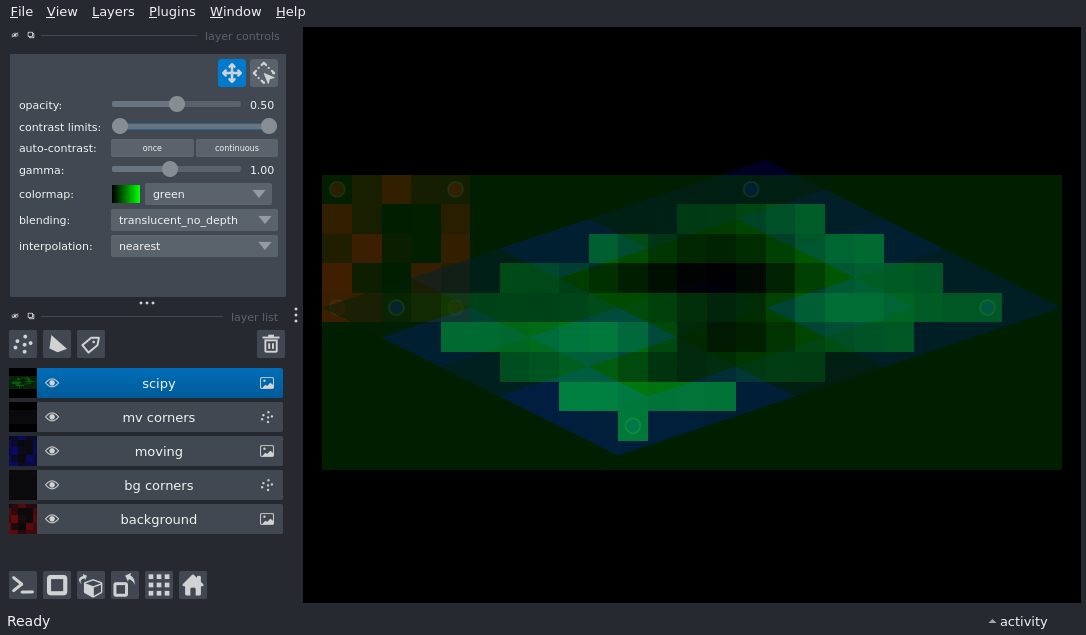 File View Layers Plugins Window Help
layer controls
opacity: 0.50
contrast limits:
auto-contrast: once continuous
gamma: 1.00
colormap: green
blending: translucent_no_depth
interpolation: nearest
layer list
scipy
mv corners
moving
bg corners
background
Ready activity